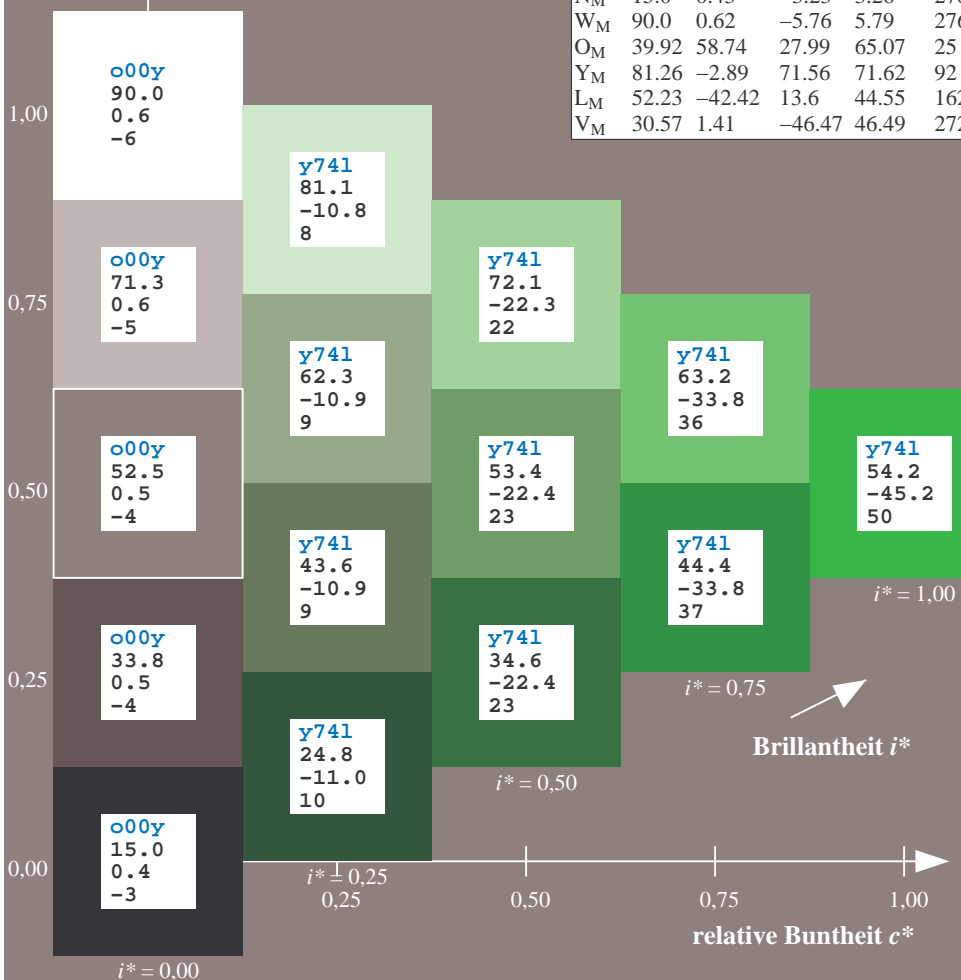 W_M 90.0 0.62 −5.76 5.79
O_M 39.92 58.74 27.99 65.07 25
Y_M 81.26 −2.89 71.56 71.62 92
L_M 52.23 −42.42 13.6 44.55
V_M 30.57 1.41 −46.47 46.49
1,00
0,75
0,50
0,25
0,00
o00y
90.0
0.6
−6
o00y
71.3
0.6
−5
o00y
52.5
0.5
−4
o00y
33.8
0.5
−4
o00y
15.0
0.4
−3
i* = 0,00
y74l
81.1
−10.8
8
y74l
62.3
−10.9
9
y74l
43.6
−10.9
9
y74l
24.8
−11.0
10
i* = 0,25
y74l
72.1
−22.3
22
y74l
53.4
−22.4
23
y74l
34.6
−22.4
23
i* = 0,50
y74l
63.2
−33.8
36
y74l
44.4
−33.8
37
i* = 0,75
y74l
54.2
−45.2
50
i* = 1,00
Brillantheit i*
0,25 0,50 0,75 1,00
relative Buntheit c*